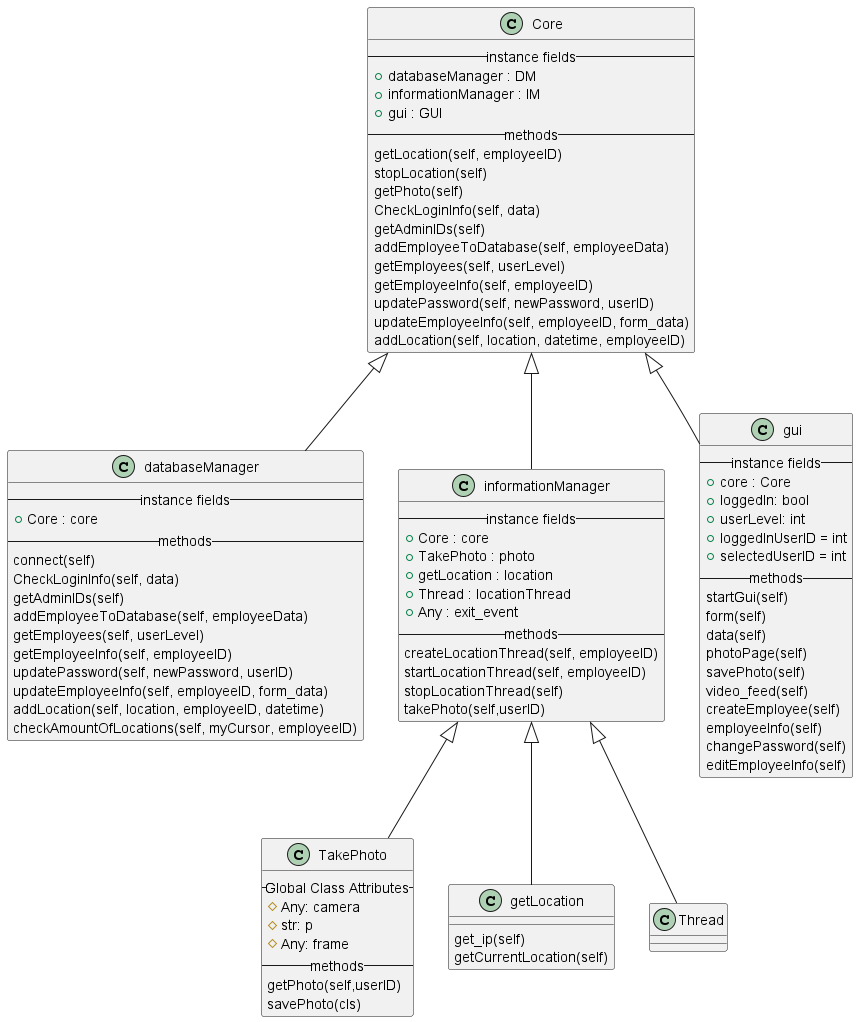 C Core
instance fields
databaseManager : DM
informationManager : IM
gui : GUI
methods
getLocation(self, employeeID)
stopLocation(self)
getPhoto(self)
CheckLoginInfo(self, data)
getAdminIDs(self)
addEmployeeToDatabase(self, employeeData)
getEmployees(self, userLevel)
getEmployeeInfo(self, employeeID)
updatePassword(self, newPassword, userID)
updateEmployeeInfo(self, employeeID, form_data)
addLocation(self, location, datetime, employeeID)
C databaseManager
instance fields
Core : core
methods
connect(self)
CheckLoginInfo(self, data)
getAdminIDs(self)
addEmployeeToDatabase(self, employeeData)
getEmployees(self, userLevel)
getEmployeeInfo(self, employeeID)
updatePassword(self, newPassword, userID)
updateEmployeeInfo(self, employeeID, form_data)
addLocation(self, location, employeeID, datetime)
checkAmountOfLocations(self, myCursor, employeeID)
C informationManager
instance fields
Core : core
TakePhoto : photo
getLocation : location
Thread : locationThread
Any : exit_event
methods
createLocationThread(self, employeeID)
startLocationThread(self, employeeID)
stopLocationThread(self)
takePhoto(self,userID)
C gui
instance fields
core : Core
loggedIn: bool
userLevel: int
loggedInUserID = int
selectedUserID = int
methods
startGui(self)
form(self)
data(self)
photoPage(self)
savePhoto(self)
video_feed(self)
createEmployee(self)
employeeInfo(self)
changePassword(self)
editEmployeeInfo(self)
C TakePhoto
Global Class Attributes
Any: camera
str: p
Any: frame
methods
getPhoto(self,userID)
savePhoto(cls)
C getLocation
get_ip(self)
getCurrentLocation(self)
C Thread